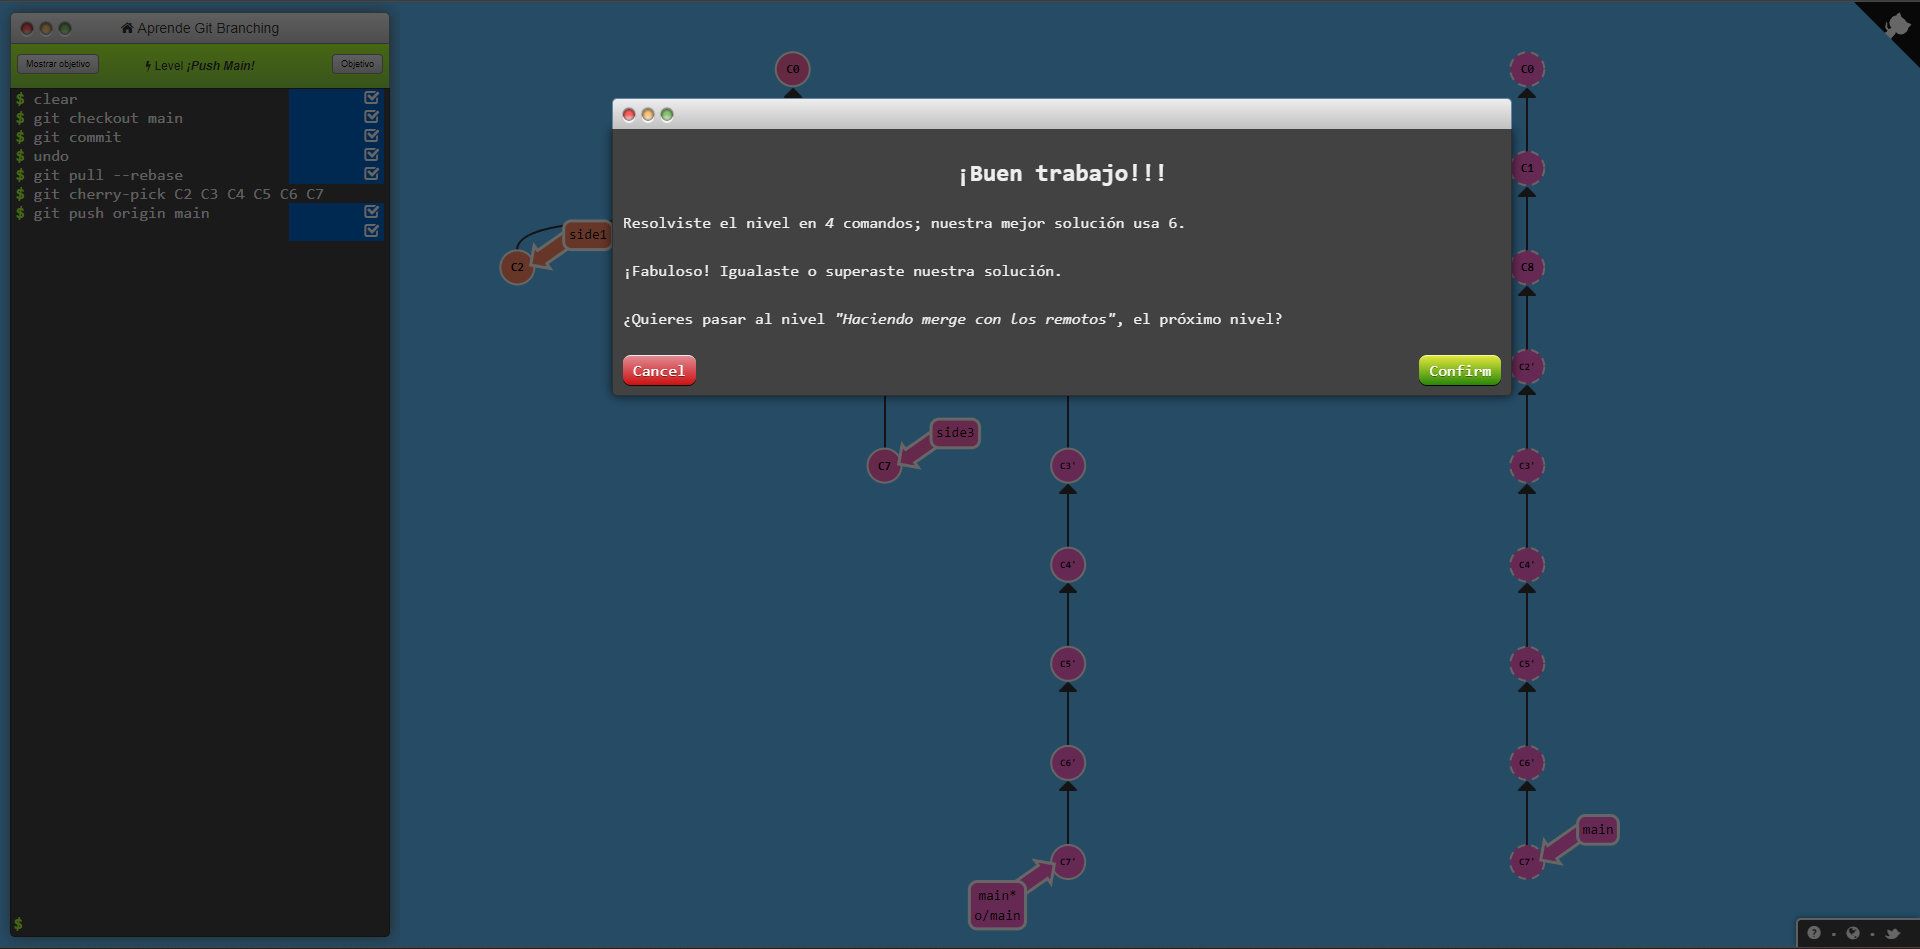 Aprende Git Branching
Mostrar objetivo
Level ¡Push Main!
Objetivo
$ clear
$ git checkout main
$ git commit
$ undo
$ git pull --rebase
$ git cherry-pick C2 C3 C4 C5 C6 C7
$ git push origin main
$
C0
C0
¡Buen trabajo!!!
Resolviste el nivel en 4 comandos; nuestra mejor solución usa 6.
¡Fabuloso! Igualaste o superaste nuestra solución.
¿Quieres pasar al nivel "Haciendo merge con los remotos", el próximo nivel?
Cancel
Confirm
C1
side1
C2
C8
C2'
side3
C7
C3'
C3'
C4'
C4'
C5'
C5'
C6'
C6'
main
C7'
C7'
main*
o/main